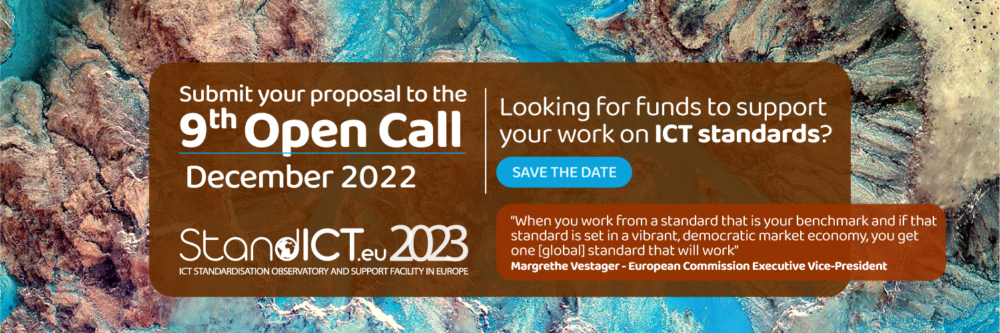 Submit your proposal to the
9th Open Call
December 2022
StandICT.eu 2023
ICT STANDARDISATION OBSERVATORY AND SUPPORT FACILITY IN EUROPE
Looking for funds to support
your work on ICT standards?
SAVE THE DATE
“When you work from a standard that is your benchmark and if that
standard is set in a vibrant, democratic market economy, you get
one [global] standard that will work”
Margrethe Vestager - European Commission Executive Vice-President